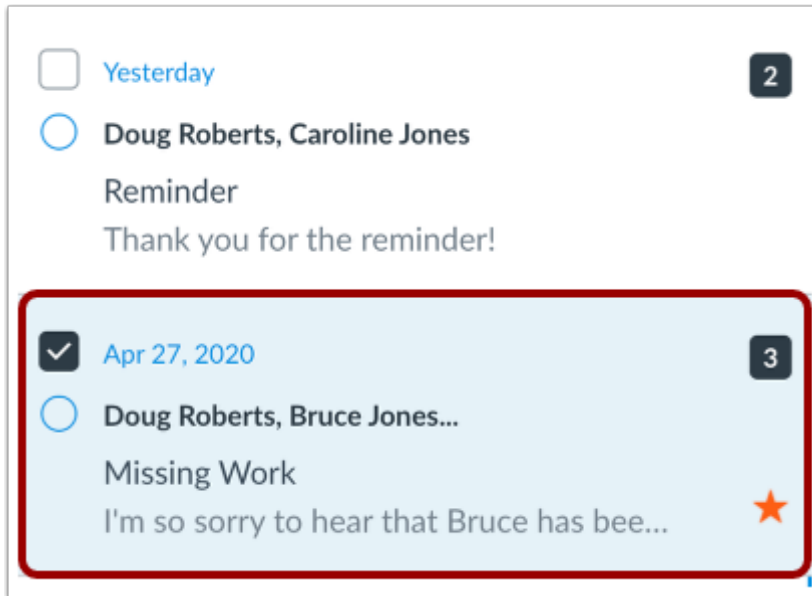 Yesterday 2
Doug Roberts, Caroline Jones
Reminder
Thank you for the reminder!
Apr 27, 2020 3
Doug Roberts, Bruce Jones...
Missing Work
I'm so sorry to hear that Bruce has bee...